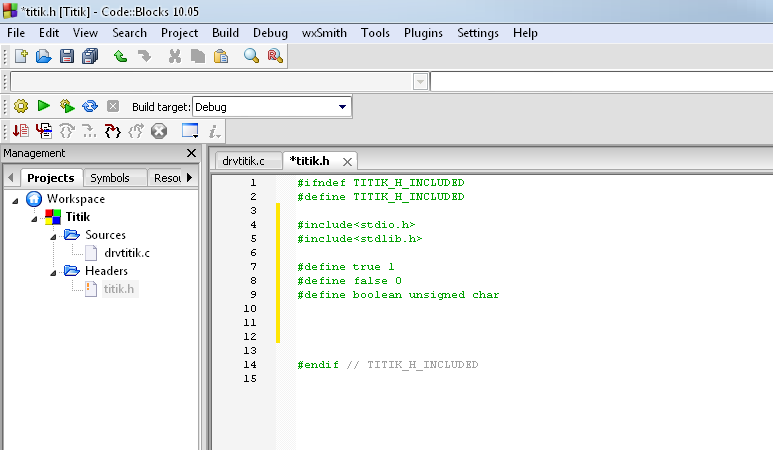 *titik.h [Titik] - Code::Blocks 10.05
File Edit View Search Project Build Debug wxSmith Tools Plugins Settings Help
Build target: Debug
Management
Projects Symbols Resou
Workspace
Titik
Sources
drvtitik.c
Headers
titik.h
drvtitik.c *titik.h
1 #ifndef TITIK_H_INCLUDED
2 #define TITIK_H_INCLUDED
3
4 #include<stdio.h>
5 #include<stdlib.h>
6
7 #define true 1
8 #define false 0
9 #define boolean unsigned char
10
11
12
13
14 #endif // TITIK_H_INCLUDED
15